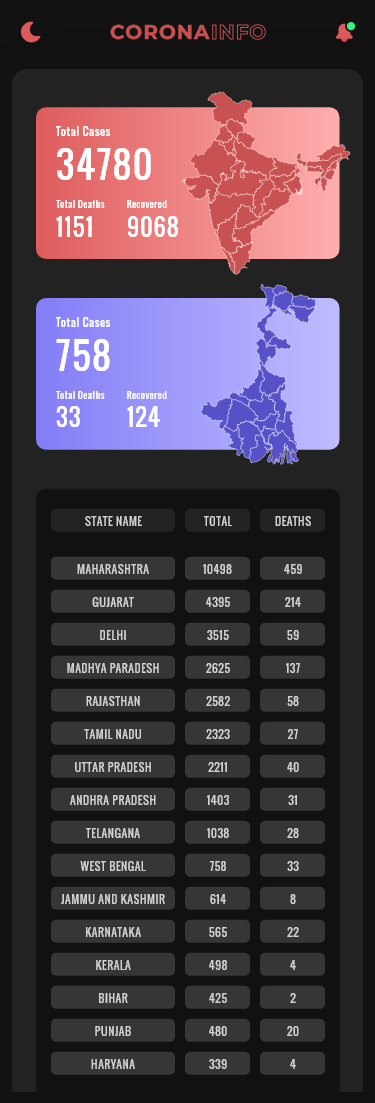 CORONAINFO
Total Cases
34780
Total Deaths Recovered
1151 9068
Total Cases
758
Total Deaths Recovered
33 124
STATE NAME TOTAL DEATHS
MAHARASHTRA 10498 459
GUJARAT 4395 214
DELHI 3515 59
MADHYA PARADESH 2625 137
RAJASTHAN 2582 58
TAMIL NADU 2323 27
UTTAR PRADESH 2211 40
ANDHRA PRADESH 1403 31
TELANGANA 1038 28
WEST BENGAL 758 33
JAMMU AND KASHMIR 614 8
KARNATAKA 565 22
KERALA 498 4
BIHAR 425 2
PUNJAB 480 20
HARYANA 339 4